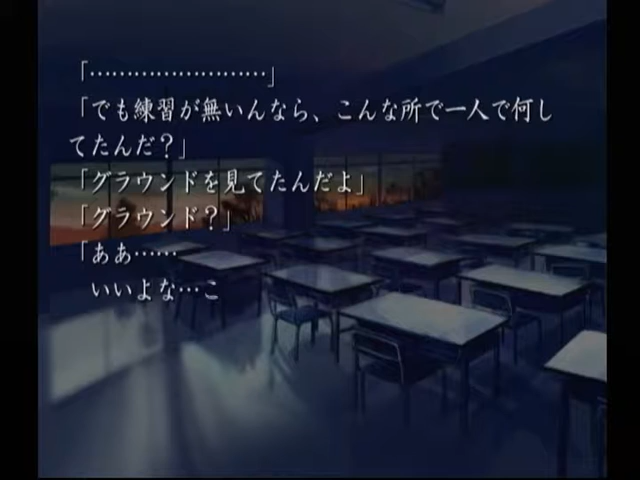 「……………………」
「でも練習が無いんなら、こんな所で一人で何し
てたんだ？」
「グラウンドを見てたんだよ」
「グラウンド？」
「ああ……
いいよな…こ